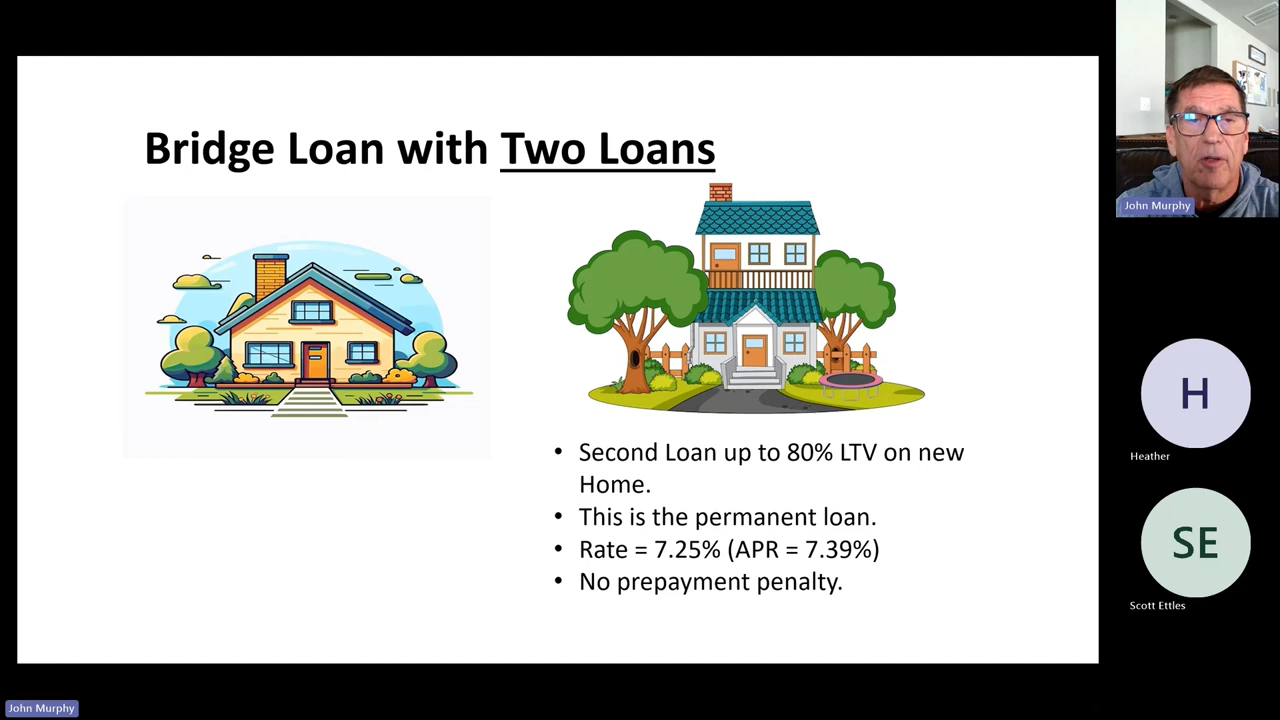 Bridge Loan with Two Loans
• Second Loan up to 80% LTV on new
Home.
• This is the permanent loan.
• Rate = 7.25% (APR = 7.39%)
• No prepayment penalty.
John Murphy
H
Heather
SE
Scott Ettles
John Murphy